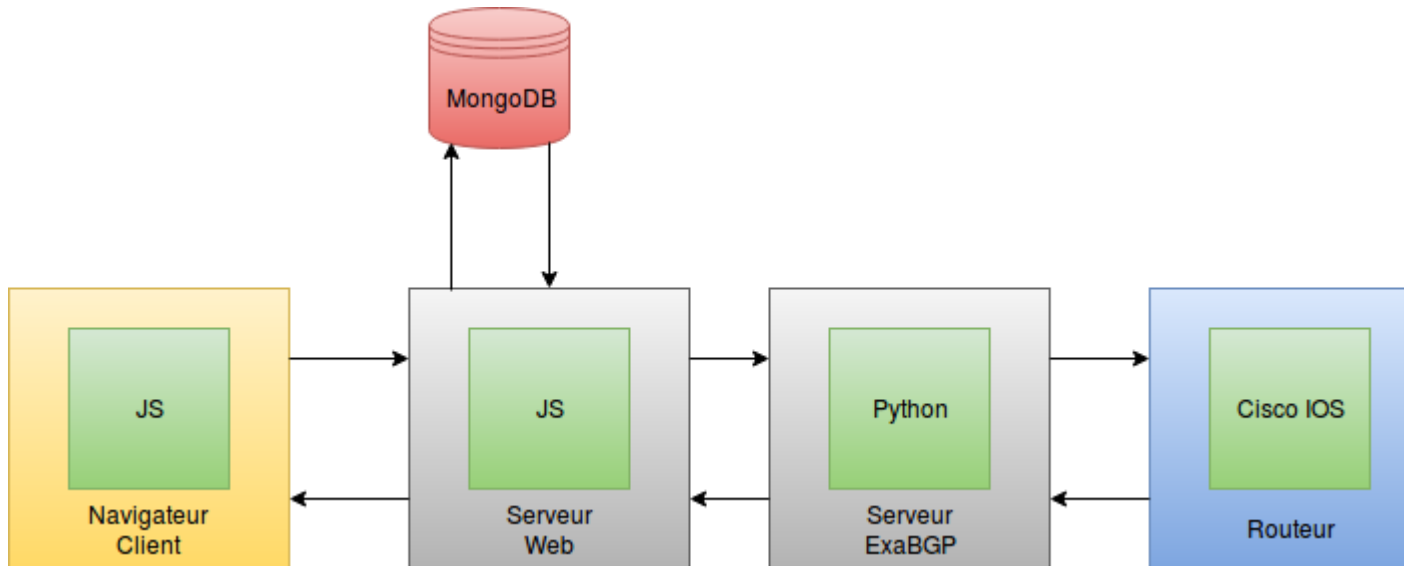 MongoDB
JS
JS
Python
Cisco IOS
Navigateur
Client
Serveur
Web
Serveur
ExaBGP
Routeur